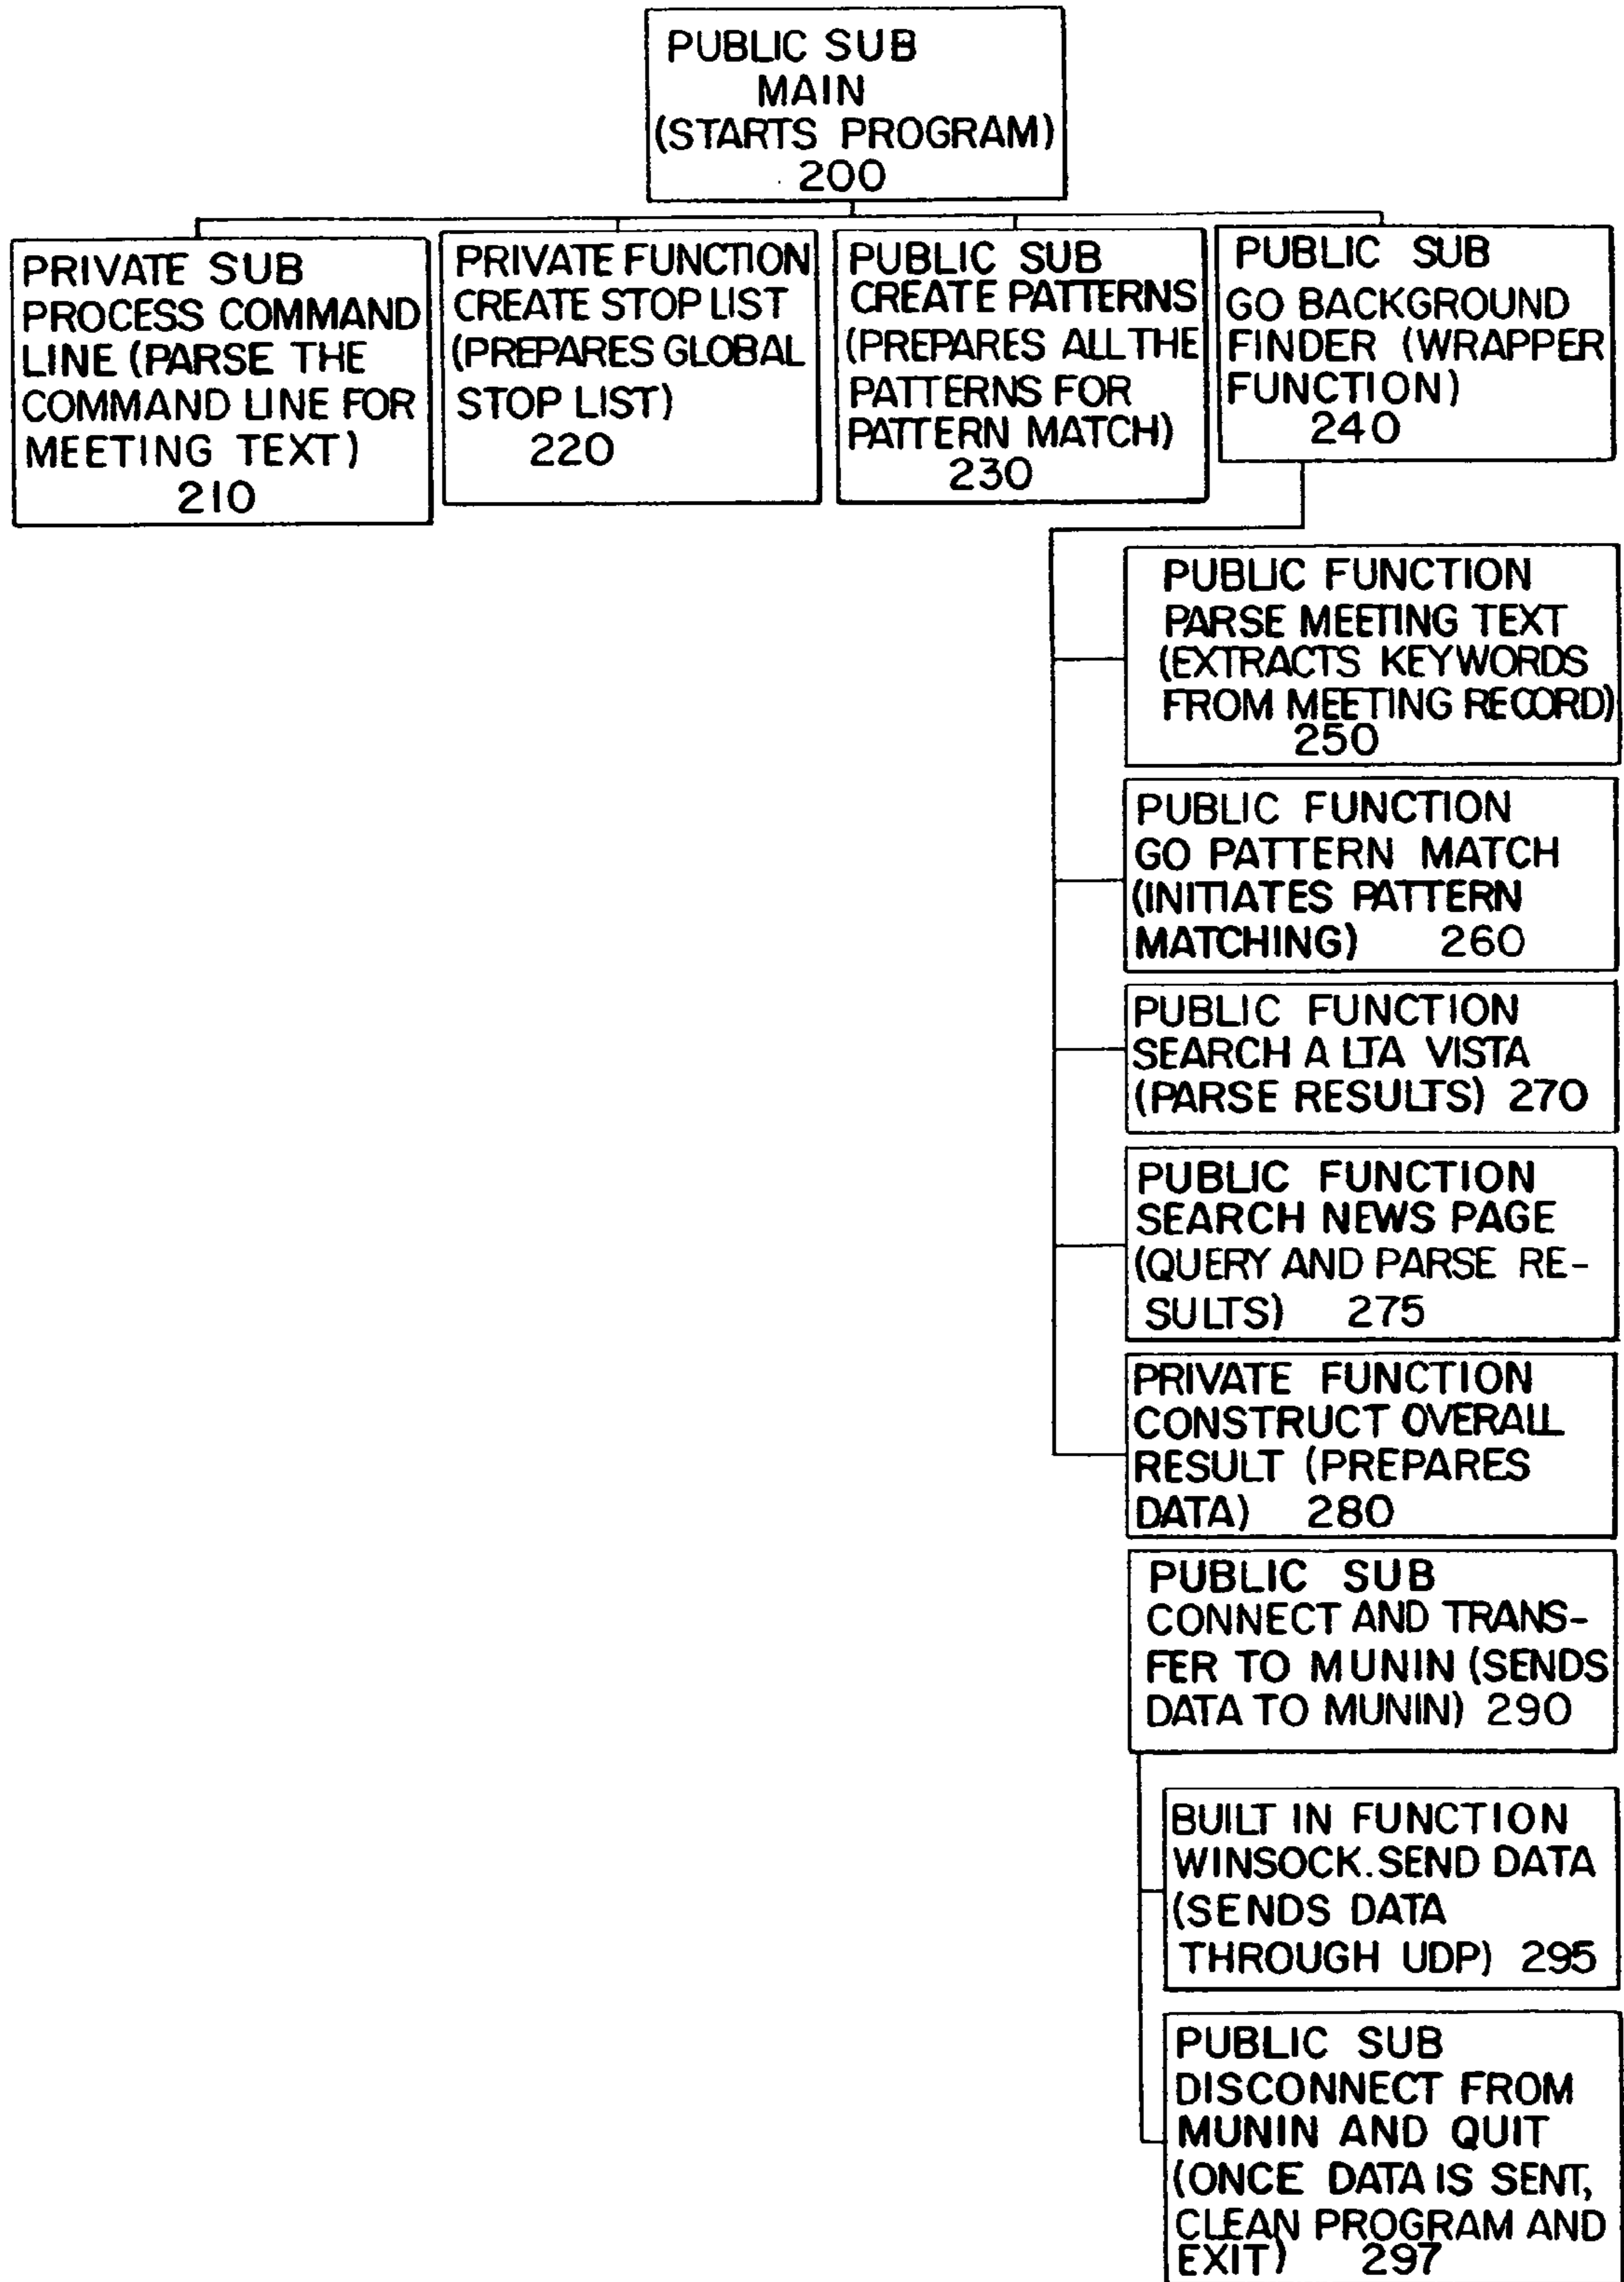 PUBLIC SUB
MAIN
(STARTS PROGRAM)
200
PRIVATE SUB
PROCESS COMMAND
LINE (PARSE THE
COMMAND LINE FOR
MEETING TEXT)
210
PRIVATE FUNCTION
CREATE STOP LIST
(PREPARES GLOBAL
STOP LIST)
220
PUBLIC SUB
CREATE PATTERNS
(PREPARES ALL THE
PATTERNS FOR
PATTERN MATCH)
230
PUBLIC SUB
GO BACKGROUND
FINDER (WRAPPER
FUNCTION)
240
PUBLIC FUNCTION
PARSE MEETING TEXT
(EXTRACTS KEYWORDS
FROM MEETING RECORD)
250
PUBLIC FUNCTION
GO PATTERN MATCH
(INITIATES PATTERN
MATCHING) 260
PUBLIC FUNCTION
SEARCH ALTA VISTA
(PARSE RESULTS) 270
PUBLIC FUNCTION
SEARCH NEWS PAGE
(QUERY AND PARSE RE-
SULTS) 275
PRIVATE FUNCTION
CONSTRUCT OVERALL
RESULT (PREPARES
DATA) 280
PUBLIC SUB
CONNECT AND TRANS-
FER TO MUNIN (SENDS
DATA TO MUNIN) 290
BUILT IN FUNCTION
WINSOCK.SEND DATA
(SENDS DATA
THROUGH UDP) 295
PUBLIC SUB
DISCONNECT FROM
MUNIN AND QUIT
(ONCE DATA IS SENT,
CLEAN PROGRAM AND
EXIT) 297